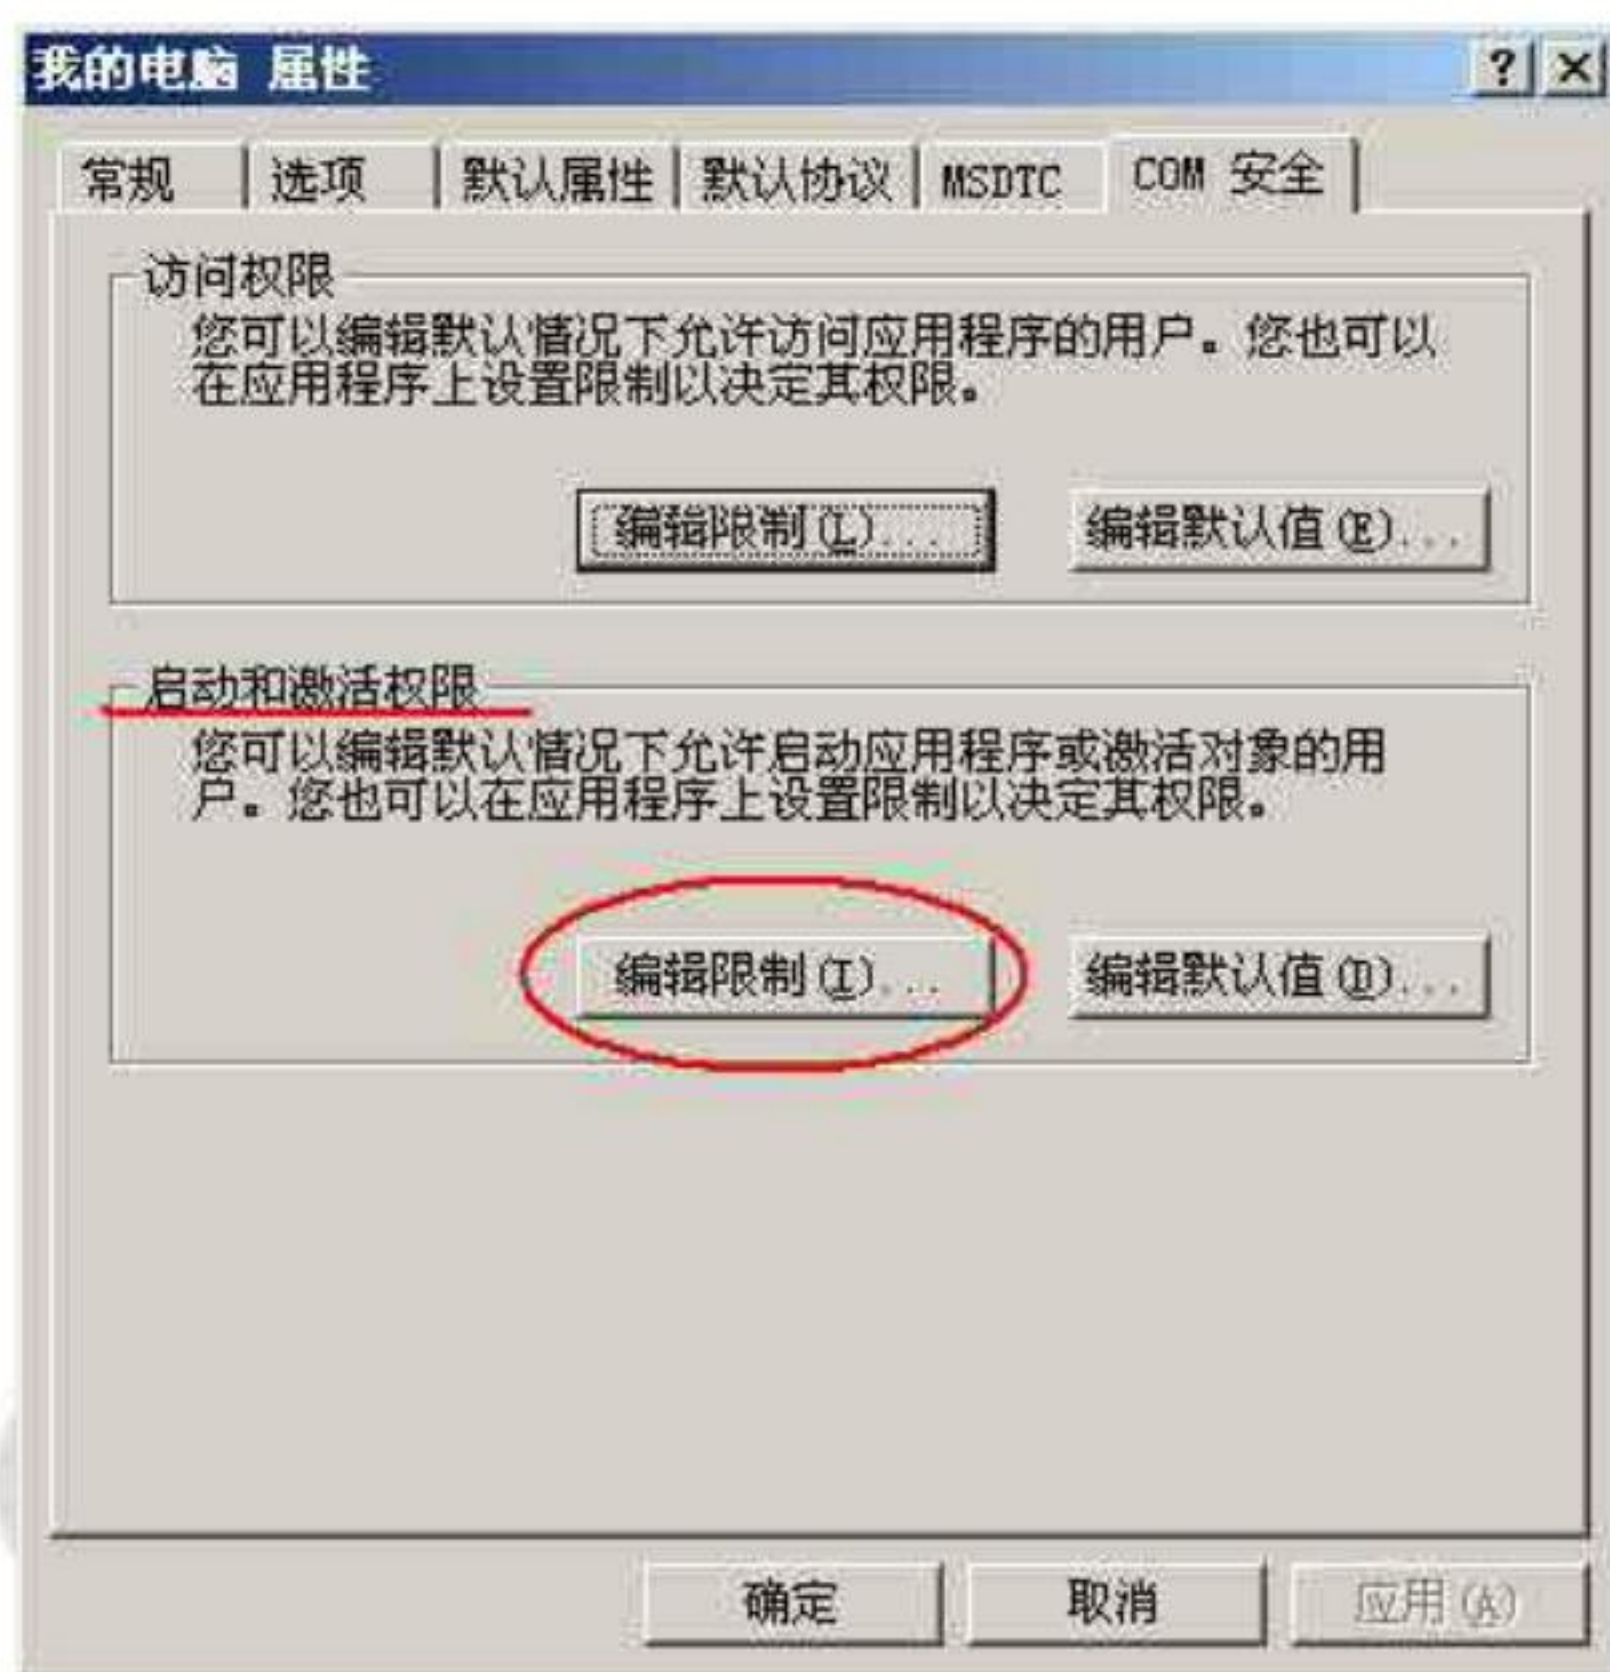 我的电脑 属性
常规 选项 默认属性 默认协议 MSDTC COM 安全
访问权限
您可以编辑默认情况下允许访问应用程序的用户。您也可以
在应用程序上设置限制以决定其权限。
编辑限制(L)... 编辑默认值(E)...
启动和激活权限
您可以编辑默认情况下允许启动应用程序或激活对象的用
户。您也可以在应用程序上设置限制以决定其权限。
编辑限制(I)... 编辑默认值(D)...
确定 取消 应用(A)